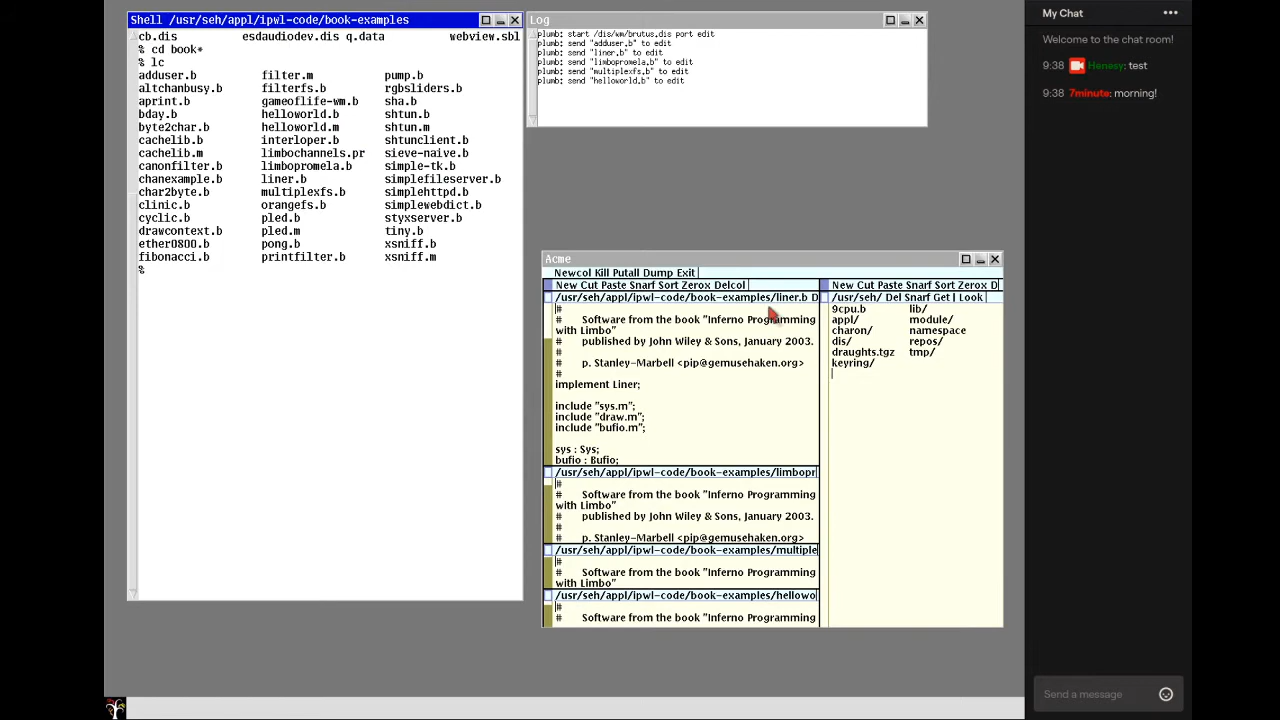 Shell /usr/seh/appl/ipwl-code/book-examples
cb.dis esdaudiodev.dis q.data webview.sbl
% cd book*
% lc
adduser.b filter.m pump.b
altchanbusy.b filterfs.b rgbsliders.b
aprint.b gameoflife-wm.b sha.b
bday.b helloworld.b shtun.b
byte2char.b helloworld.m shtun.m
cachelib.b interloper.b shtunclient.b
cachelib.m limbochannels.pr sieve-naive.b
canonfilter.b limbopromela.b simple-tk.b
chanexample.b liner.b simplefileserver.b
char2byte.b multiplexfs.b simplehttpd.b
clinic.b orangefs.b simplewebdict.b
cyclic.b pled.b styxserver.b
drawcontext.b pled.m tiny.b
ether0800.b pong.b xsniff.b
fibonacci.b printfilter.b xsniff.m
%
Log
plumb: start /dis/wm/brutus.dis port edit
plumb: send "adduser.b" to edit
plumb: send "liner.b" to edit
plumb: send "limbopromela.b" to edit
plumb: send "multiplexfs.b" to edit
plumb: send "helloworld.b" to edit
Acme
Newcol Kill Putall Dump Exit
New Cut Paste Snarf Sort Zerox Delcol
/usr/seh/appl/ipwl-code/book-examples/liner.b D
#
# Software from the book "Inferno Programming
with Limbo"
# published by John Wiley & Sons, January 2003.
#
# p. Stanley-Marbell <pip@gemusehaken.org>
#
implement Liner;
include "sys.m";
include "draw.m";
include "bufio.m";
sys : Sys;
bufio : Bufio;
/usr/seh/appl/ipwl-code/book-examples/limbopr
#
# Software from the book "Inferno Programming
with Limbo"
# published by John Wiley & Sons, January 2003.
#
# p. Stanley-Marbell <pip@gemusehaken.org>
/usr/seh/appl/ipwl-code/book-examples/multiple
#
# Software from the book "Inferno Programming
with Limbo"
/usr/seh/appl/ipwl-code/book-examples/hellowo
#
# Software from the book "Inferno Programming
New Cut Paste Snarf Sort Zerox D
/usr/seh/ Del Snarf Get | Look
9cpu.b lib/
appl/ module/
charon/ namespace
dis/ repos/
draughts.tgz tmp/
keyring/
My Chat
Welcome to the chat room!
9:38 Henesy: test
9:38 7minute: morning!
Send a message